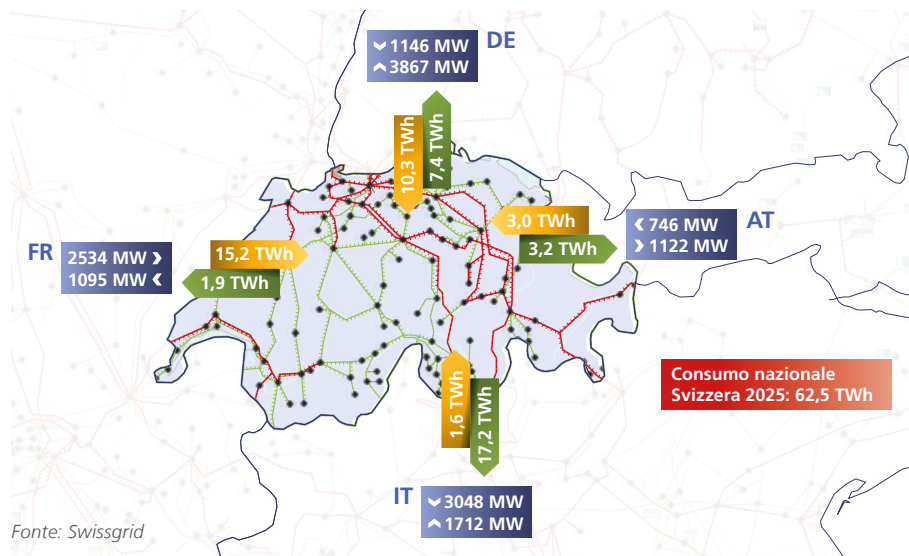 DE
1146 MW
3867 MW
10,3 TWh
7,4 TWh
3,0 TWh
3,2 TWh
AT
746 MW
1122 MW
FR
2534 MW
1095 MW
15,2 TWh
1,9 TWh
1,6 TWh
17,2 TWh
Consumo nazionale
Svizzera 2025: 62,5 TWh
IT
3048 MW
1712 MW
Fonte: Swissgrid